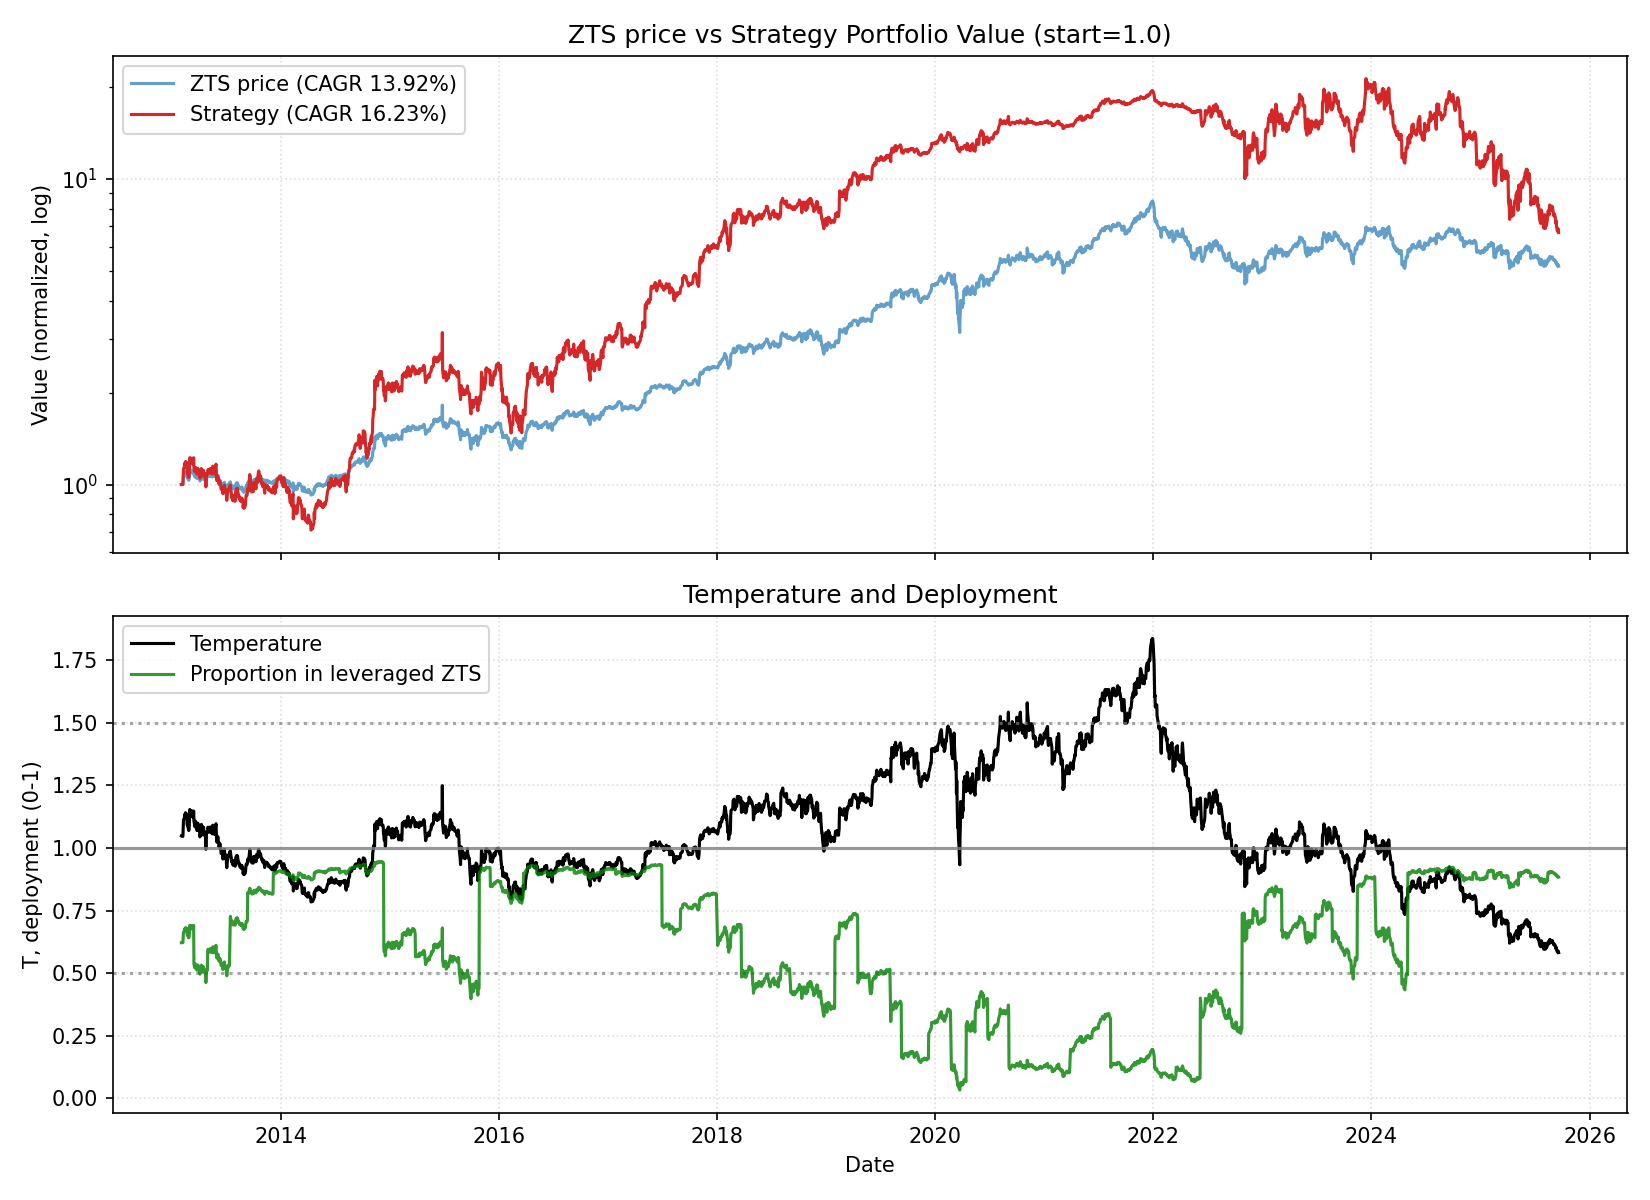 ZTS price vs Strategy Portfolio Value (start=1.0)
ZTS price (CAGR 13.92%)
Strategy (CAGR 16.23%)
Value (normalized, log)
10¹
10⁰
Temperature and Deployment
Temperature
Proportion in leveraged ZTS
T, deployment (0-1)
1.75
1.50
1.25
1.00
0.75
0.50
0.25
0.00
2014 2016 2018 2020 2022 2024 2026
Date